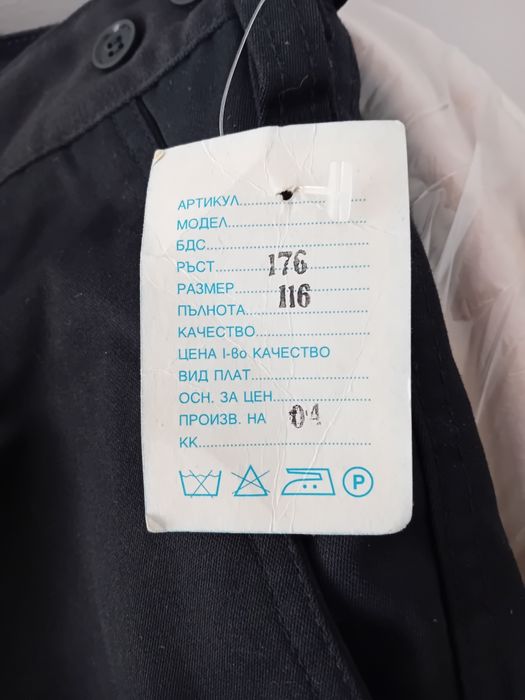 АРТИКУЛ
МОДЕЛ
БДС
РЪСТ 176
РАЗМЕР 116
ПЪЛНОТА
КАЧЕСТВО
ЦЕНА I-во КАЧЕСТВО
ВИД ПЛАТ
ОСН. ЗА ЦЕН.
ПРОИЗВ. НА 04
КК
P